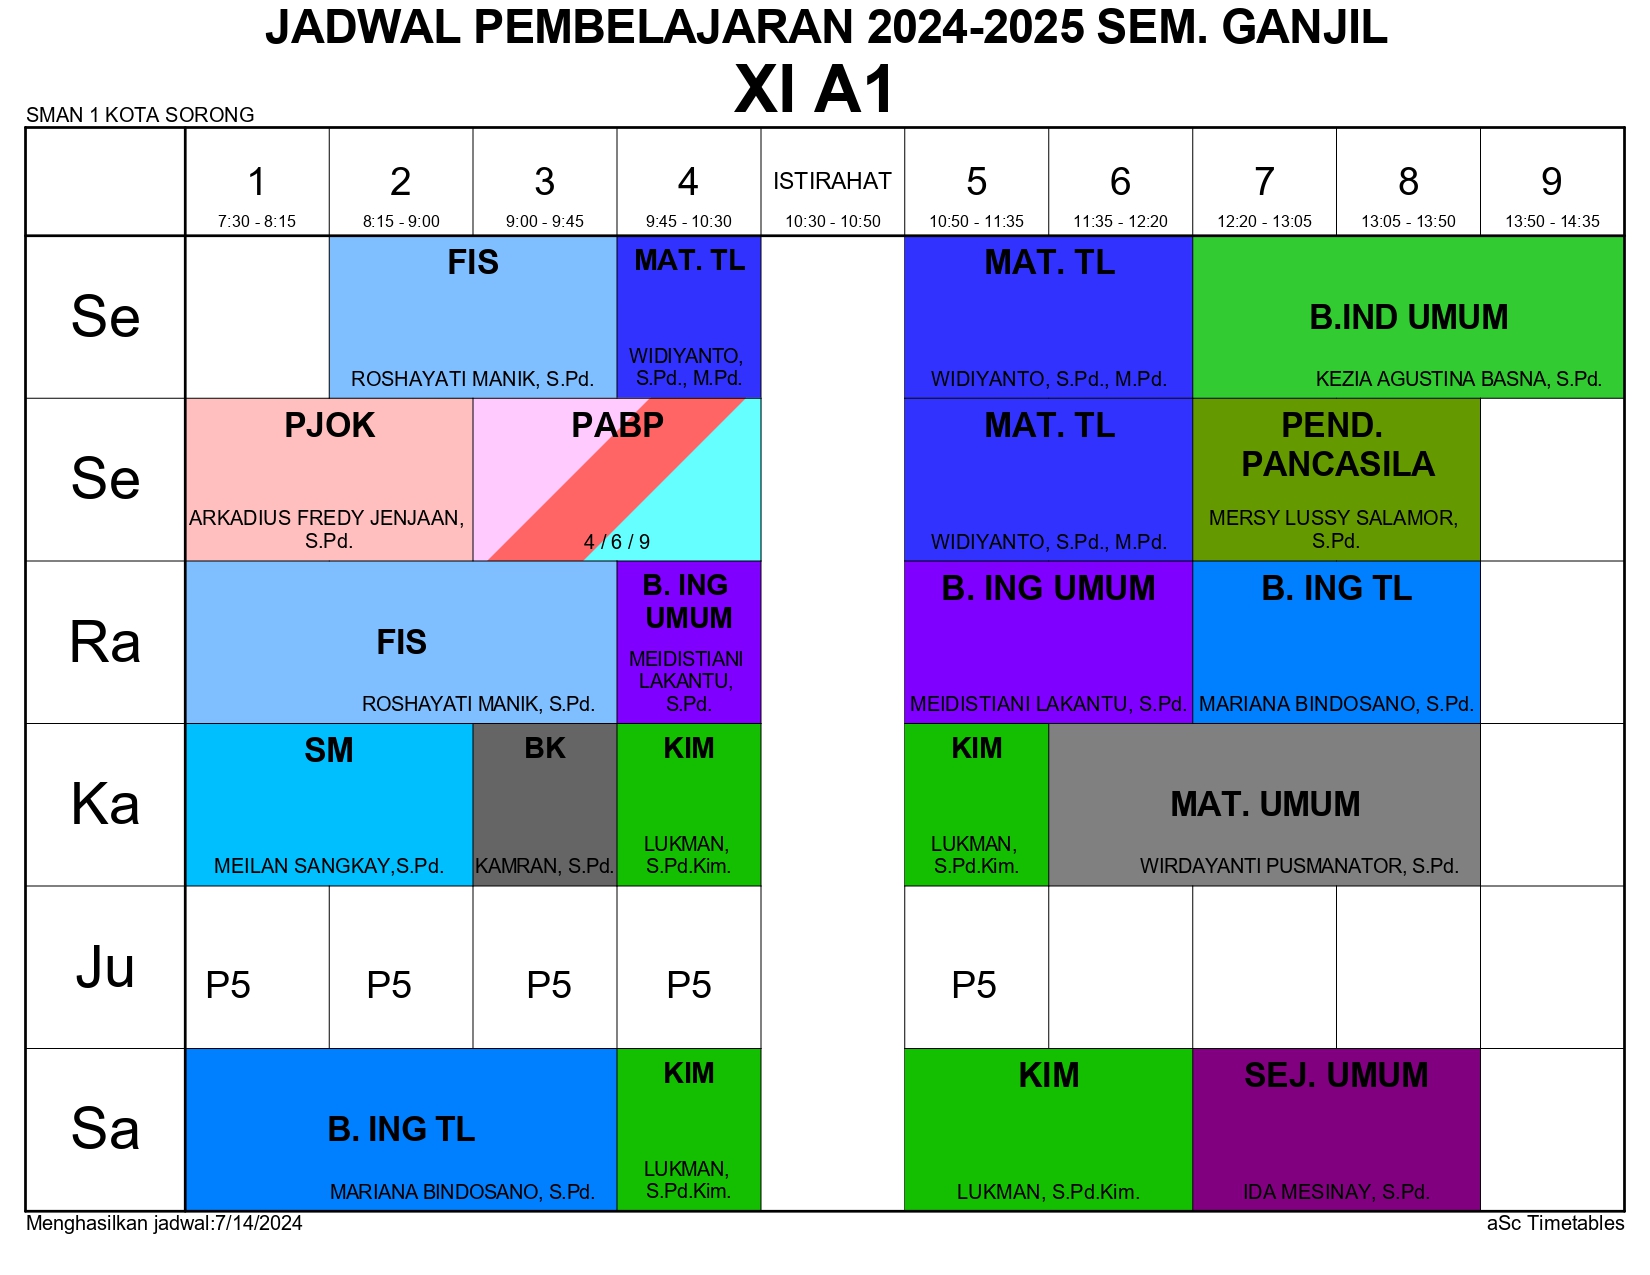 JADWAL PEMBELAJARAN 2024-2025 SEM. GANJIL
XI A1
SMAN 1 KOTA SORONG
1 2 3 4 ISTIRAHAT 5 6 7 8 9
7:30 - 8:15 8:15 - 9:00 9:00 - 9:45 9:45 - 10:30 10:30 - 10:50 10:50 - 11:35 11:35 - 12:20 12:20 - 13:05 13:05 - 13:50 13:50 - 14:35
Se
FIS
ROSHAYATI MANIK, S.Pd.
MAT. TL
WIDIYANTO,
S.Pd., M.Pd.
MAT. TL
WIDIYANTO, S.Pd., M.Pd.
B.IND UMUM
KEZIA AGUSTINA BASNA, S.Pd.
Se
PJOK
ARKADIUS FREDY JENJAAN,
S.Pd.
PABP
4 / 6 / 9
MAT. TL
WIDIYANTO, S.Pd., M.Pd.
PEND.
PANCASILA
MERSY LUSSY SALAMOR,
S.Pd.
Ra
FIS
ROSHAYATI MANIK, S.Pd.
B. ING
UMUM
MEIDISTIANI
LAKANTU,
S.Pd.
B. ING UMUM
MEIDISTIANI LAKANTU, S.Pd.
B. ING TL
MARIANA BINDOSANO, S.Pd.
Ka
SM
MEILAN SANGKAY,S.Pd.
BK
KAMRAN, S.Pd.
KIM
LUKMAN,
S.Pd.Kim.
KIM
LUKMAN,
S.Pd.Kim.
MAT. UMUM
WIRDAYANTI PUSMANATOR, S.Pd.
Ju
P5 P5 P5 P5 P5
Sa
B. ING TL
MARIANA BINDOSANO, S.Pd.
KIM
LUKMAN,
S.Pd.Kim.
KIM
LUKMAN, S.Pd.Kim.
SEJ. UMUM
IDA MESINAY, S.Pd.
Menghasilkan jadwal:7/14/2024
aSc Timetables